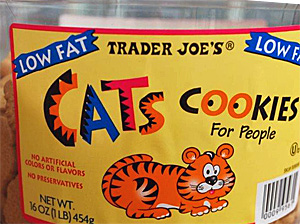 LOW FAT
TRADER JOE'S®
LOW F
CATS COOKIES
For People
NO ARTIFICIAL
COLORS OR FLAVORS
NO PRESERVATIVES
NET WT.
16 OZ (1 LB) 454g